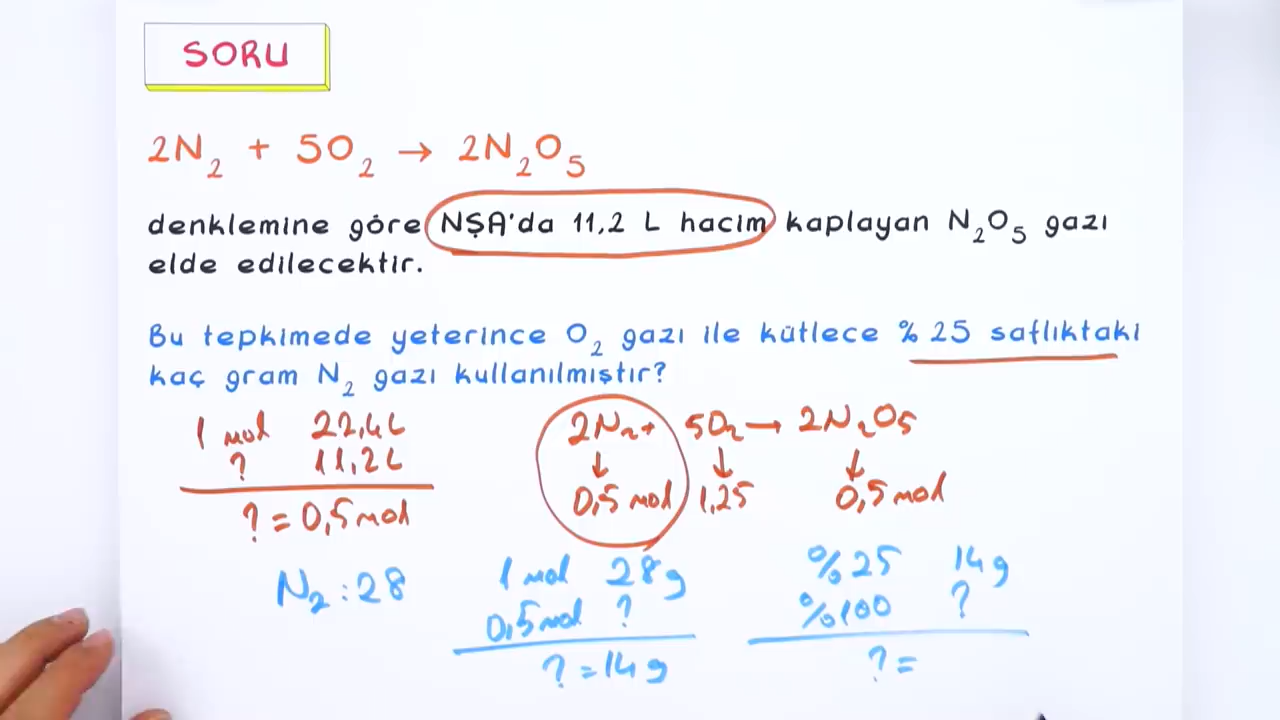 SORU
2N₂ + 5O₂ → 2N₂O₅
denklemine göre NŞA'da 11,2 L hacim kaplayan N₂O₅ gazı
elde edilecektir.
Bu tepkimede yeterince O₂ gazı ile kütlece %25 saflıktaki
kaç gram N₂ gazı kullanılmıştır?
1 mol 22,4L
? 11,2L
? = 0,5 mol
2N₂ + 5O₂ → 2N₂O₅
0,5 mol 1,25 0,5 mol
N₂ : 28
1 mol 28g
0,5 mol ?
? = 14g
%25 14g
%100 ?
? =